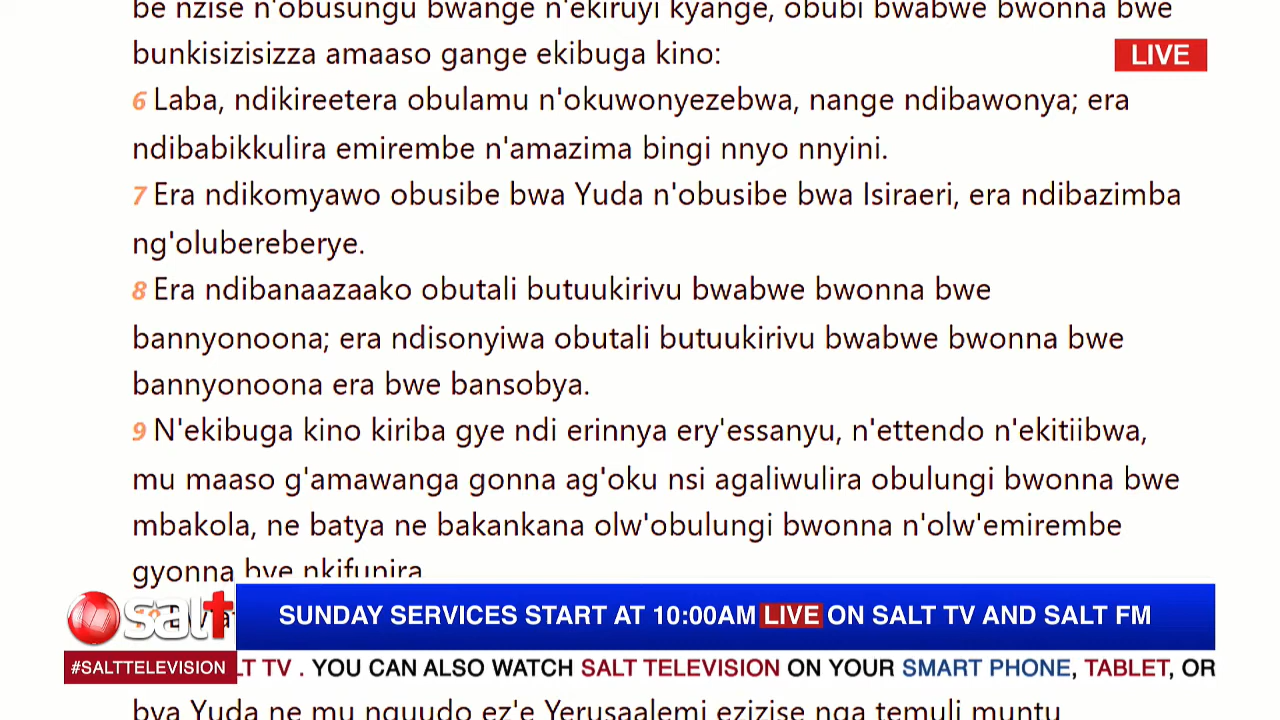 be nzise n'obusungu bwange n'ekiruyi kyange, obubi bwabwe bwonna bwe
bunkisizisizza amaaso gange ekibuga kino:
LIVE
6 Laba, ndikireetera obulamu n'okuwonyezebwa, nange ndibawonya; era
ndibabikkulira emirembe n'amazima bingi nnyo nnyini.
7 Era ndikomyawo obusibe bwa Yuda n'obusibe bwa Isiraeri, era ndibazimba
ng'olubereberye.
8 Era ndibanaazaako obutali butuukirivu bwabwe bwonna bwe
bannyonoona; era ndisonyiwa obutali butuukirivu bwabwe bwonna bwe
bannyonoona era bwe bansobya.
9 N'ekibuga kino kiriba gye ndi erinnya ery'essanyu, n'ettendo n'ekitiibwa,
mu maaso g'amawanga gonna ag'oku nsi agaliwulira obulungi bwonna bwe
mbakola, ne batya ne bakankana olw'obulungi bwonna n'olw'emirembe
gyonna bye nkifunira
salt
SUNDAY SERVICES START AT 10:00AM LIVE ON SALT TV AND SALT FM
#SALTTELEVISION
LT TV . YOU CAN ALSO WATCH SALT TELEVISION ON YOUR SMART PHONE, TABLET, OR
bya Yuda ne mu nguudo ez'e Yerusaalemi ezizise nga temuli muntu